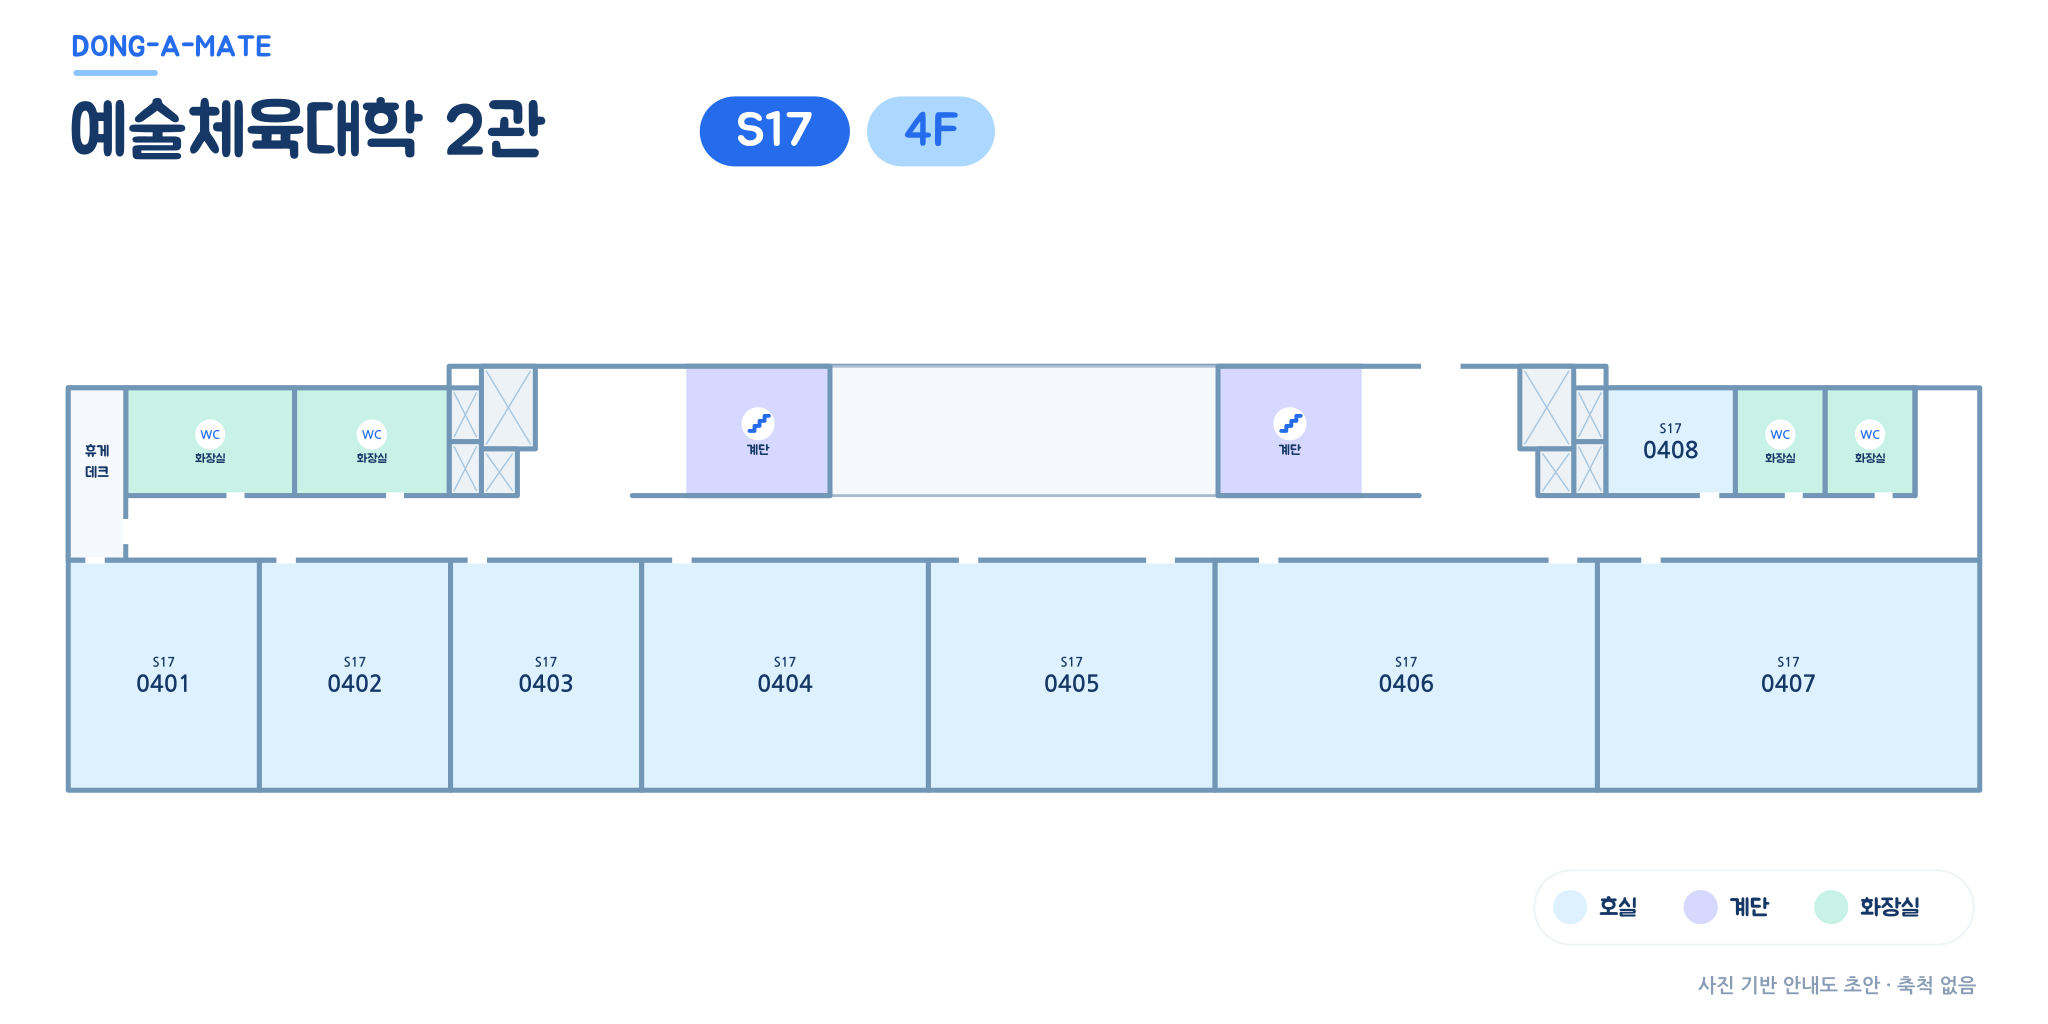 DONG-A-MATE
예술체육대학 2관
S17
4F
휴게
데크
WC
화장실
WC
화장실
계단
계단
S17
0408
WC
화장실
WC
화장실
S17
0401
S17
0402
S17
0403
S17
0404
S17
0405
S17
0406
S17
0407
호실
계단
화장실
사진 기반 안내도 초안 · 축척 없음